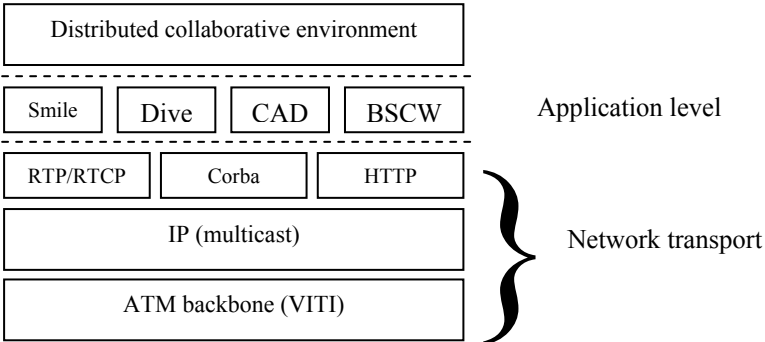 Distributed collaborative environment
Smile Dive CAD BSCW Application level
RTP/RTCP Corba HTTP
IP (multicast) Network transport
ATM backbone (VITI)